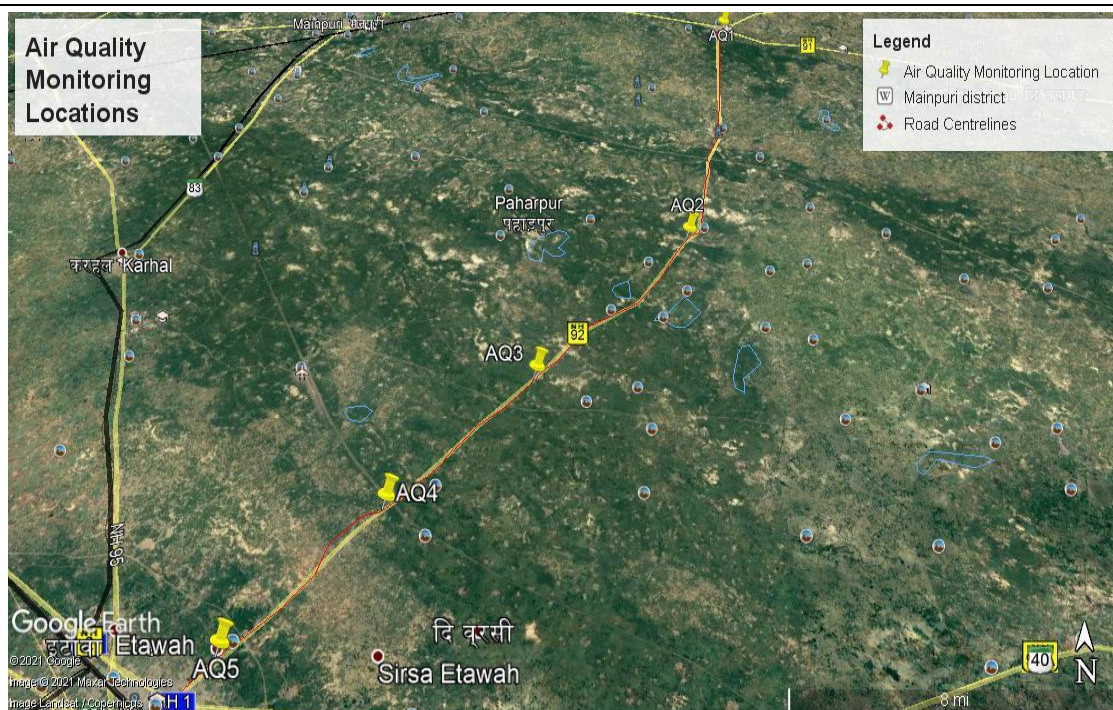 Air Quality
Monitoring
Locations
Mainpuri
AQ1
91
Legend
Air Quality Monitoring Location
Mainpuri district
Road Centrelines
83
Paharpur
पहाड़पुर
AQ2
करहल Karhal
NH
92
AQ3
AQ4
NH 95
Google Earth
इटावा Etawah
AQ5
दि व्रसी
Sirsa Etawah
40
N
8 mi
© 2021 Google
Image © 2021 Maxar Technologies
Image Landsat / Copernicus
H 1